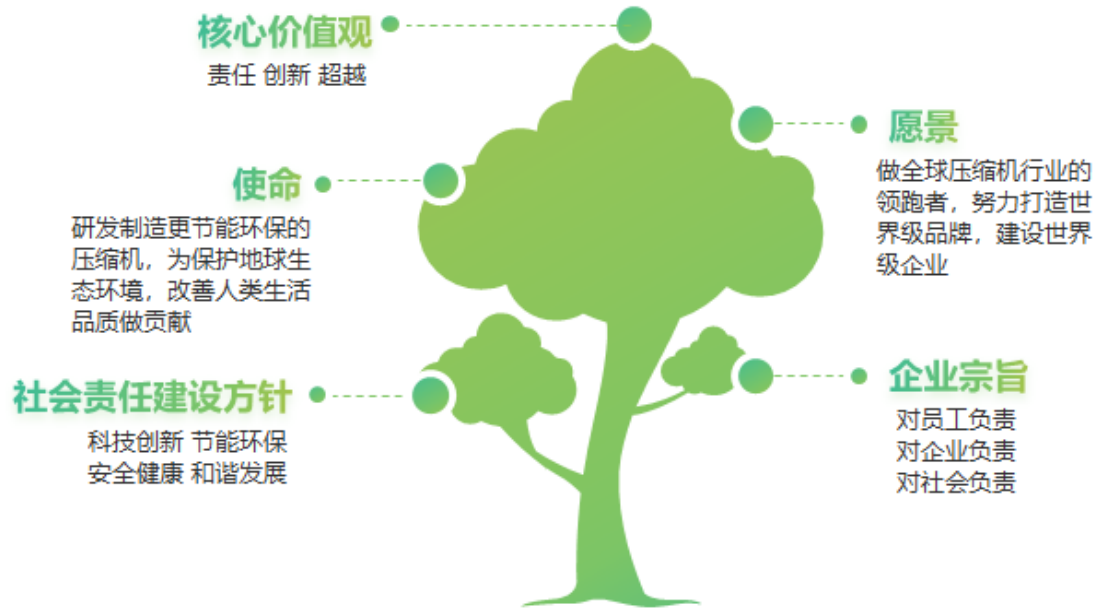 核心价值观
责任 创新 超越
愿景
做全球压缩机行业的
领跑者，努力打造世
界级品牌，建设世界
级企业
使命
研发制造更节能环保的
压缩机，为保护地球生
态环境，改善人类生活
品质做贡献
社会责任建设方针
科技创新 节能环保
安全健康 和谐发展
企业宗旨
对员工负责
对企业负责
对社会负责